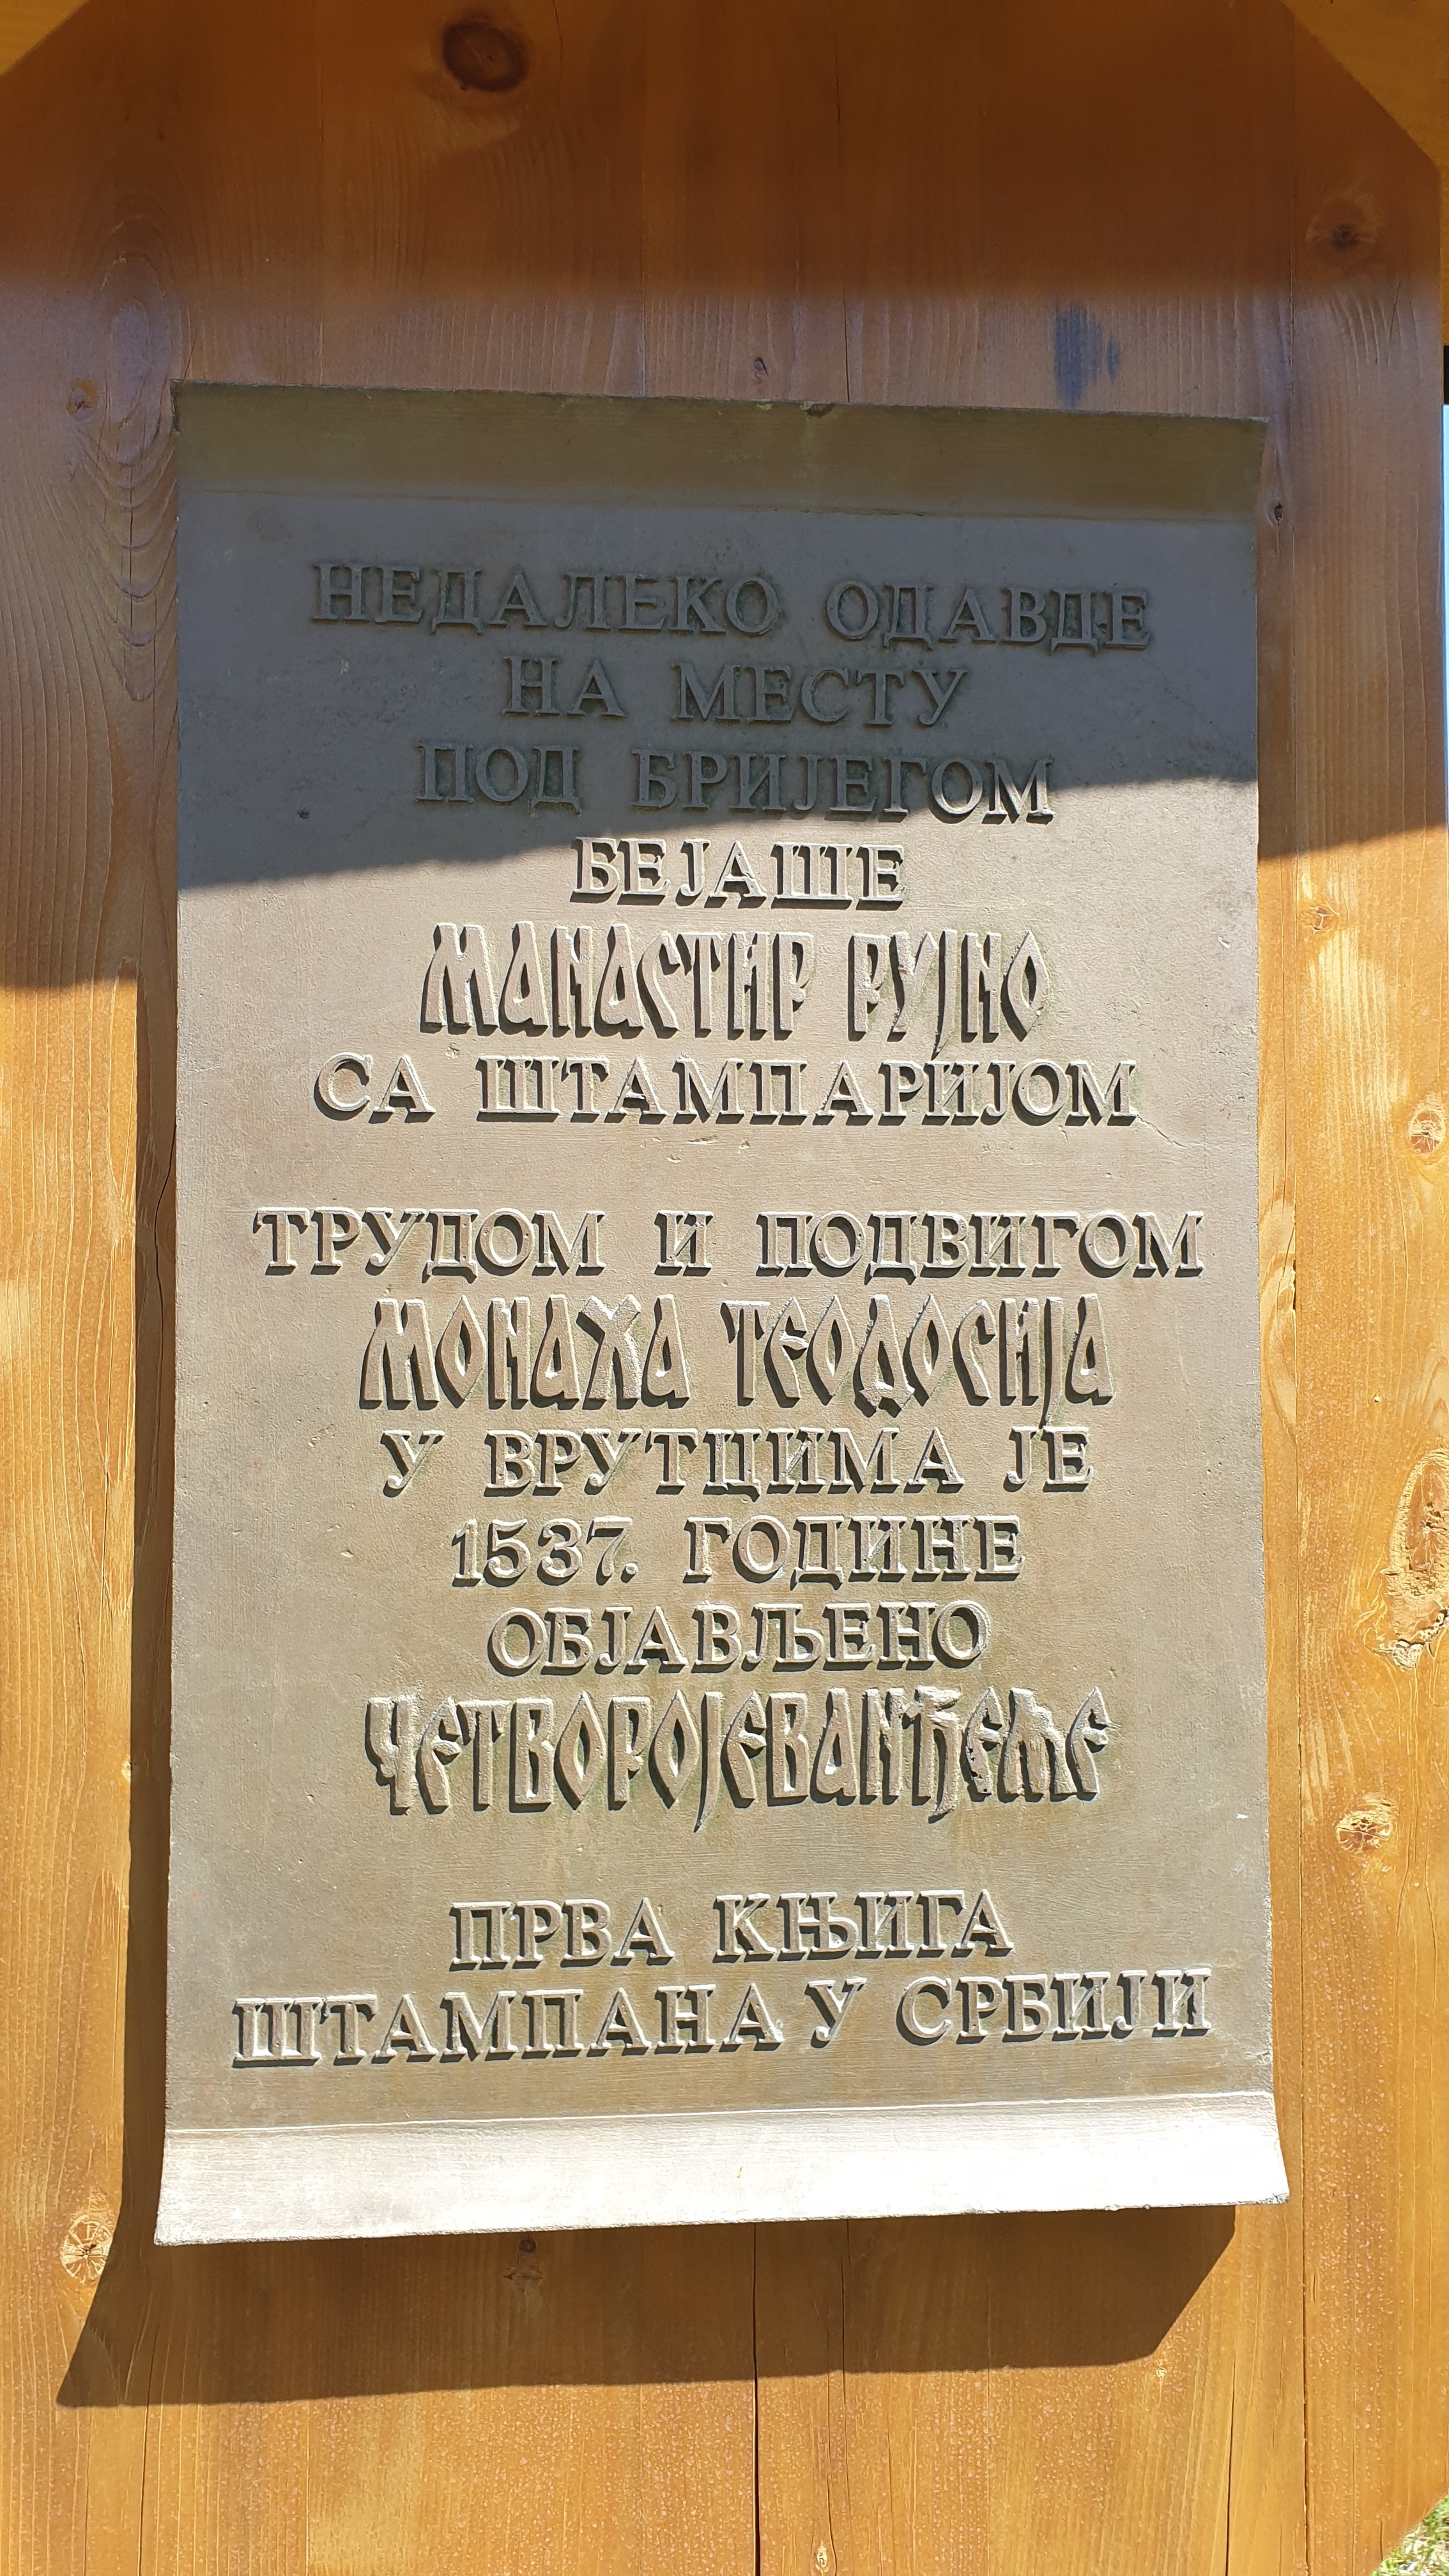 НЕДАЛЕКО ОДАВДЕ
НА МЕСТУ
ПОД БРИЈЕГОМ
БЕЈАШЕ
МАНАСТИР РУЈНО
СА ШТАМПАРИЈОМ
ТРУДОМ И ПОДВИГОМ
МОНАХА ТЕОДОСИЈА
У ВРУТЦИМА ЈЕ
1537. ГОДИНЕ
ОБЈАВЉЕНО
ЧЕТВОРОЈЕВАНЂЕЉЕ
ПРВА КЊИГА
ШТАМПАНА У СРБИЈИ